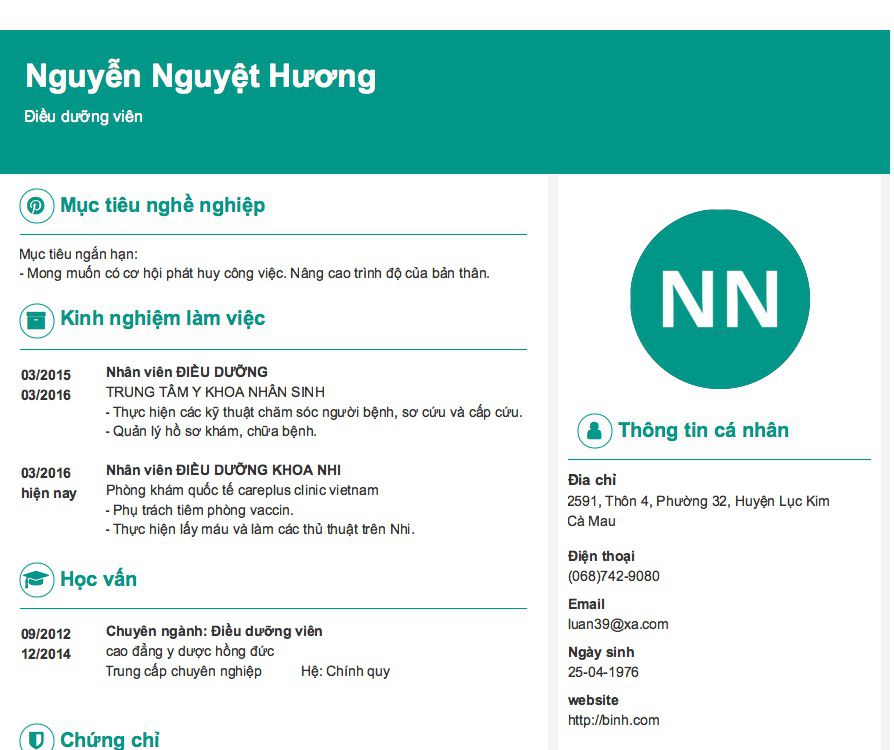 Nguyễn Nguyệt Hương
Điều dưỡng viên
Mục tiêu nghề nghiệp
Mục tiêu ngắn hạn:
- Mong muốn có cơ hội phát huy công việc. Nâng cao trình độ của bản thân.
Kinh nghiệm làm việc
03/2015
03/2016
Nhân viên ĐIỀU DƯỠNG
TRUNG TÂM Y KHOA NHÂN SINH
- Thực hiện các kỹ thuật chăm sóc người bệnh, sơ cứu và cấp cứu.
- Quản lý hồ sơ khám, chữa bệnh.
03/2016
hiện nay
Nhân viên ĐIỀU DƯỠNG KHOA NHI
Phòng khám quốc tế careplus clinic vietnam
- Phụ trách tiêm phòng vaccin.
- Thực hiện lấy máu và làm các thủ thuật trên Nhi.
Học vấn
09/2012
12/2014
Chuyên ngành: Điều dưỡng viên
cao đẳng y dược hồng đức
Trung cấp chuyên nghiệp Hệ: Chính quy
Chứng chỉ
NN
Thông tin cá nhân
Địa chỉ
2591, Thôn 4, Phường 32, Huyện Lục Kim
Cà Mau
Điện thoại
(068)742-9080
Email
luan39@xa.com
Ngày sinh
25-04-1976
website
http://binh.com